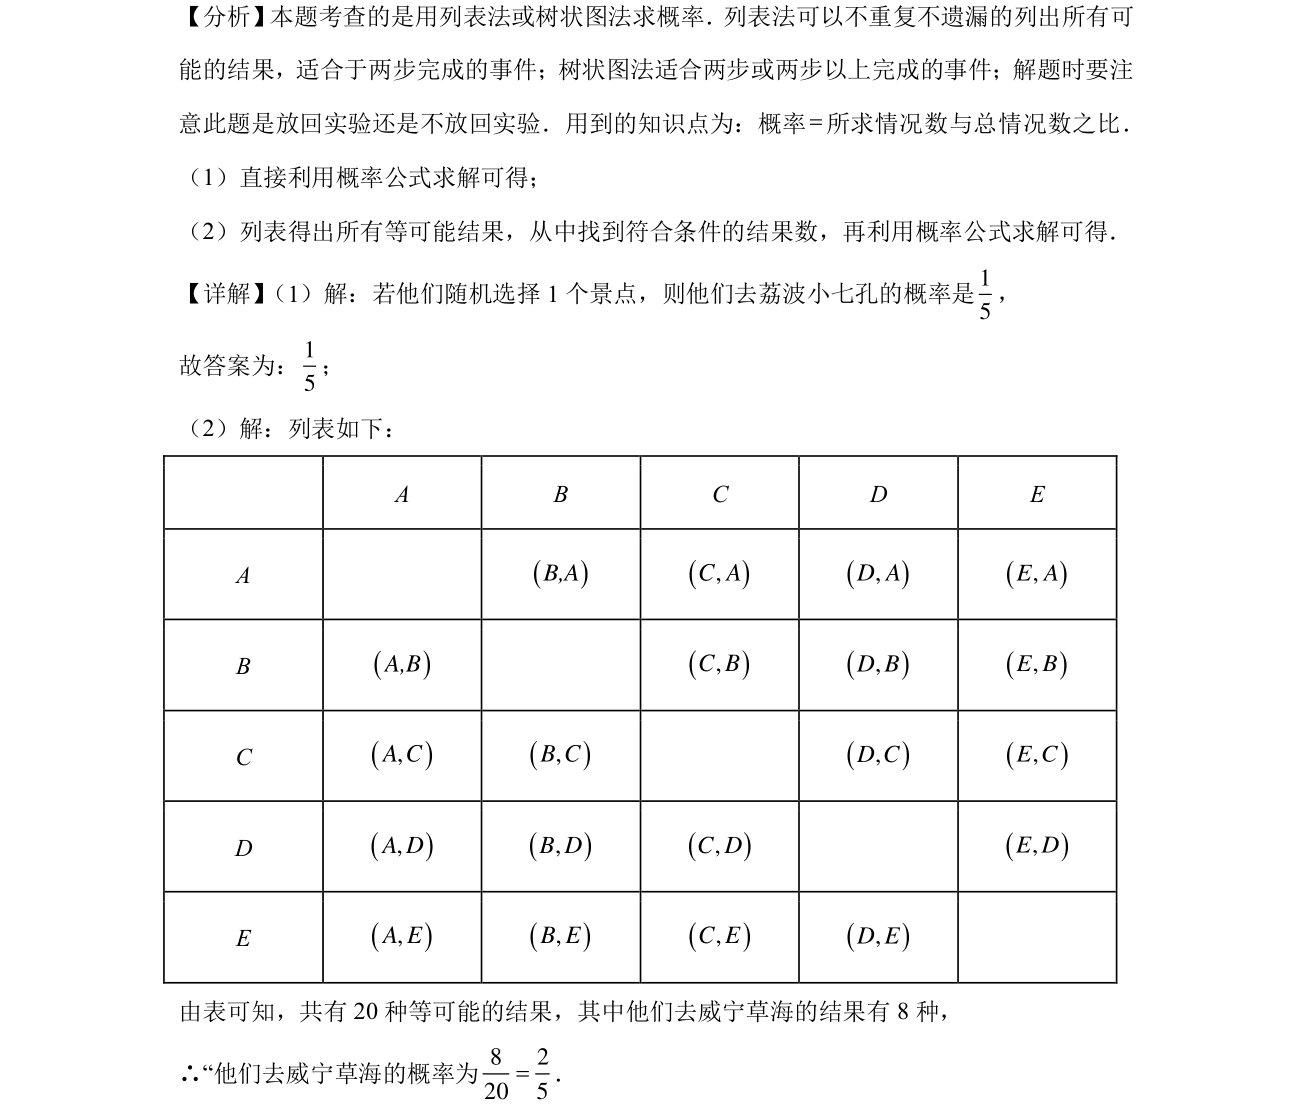 【分析】本题考查的是用列表法或树状图法求概率．列表法可以不重复不遗漏的列出所有可
能的结果，适合于两步完成的事件；树状图法适合两步或两步以上完成的事件；解题时要注
意此题是放回实验还是不放回实验．用到的知识点为：概率=所求情况数与总情况数之比．
（1）直接利用概率公式求解可得；
（2）列表得出所有等可能结果，从中找到符合条件的结果数，再利用概率公式求解可得．
【详解】（1）解：若他们随机选择 1 个景点，则他们去荔波小七孔的概率是1/5，
故答案为：1/5；
（2）解：列表如下：
A B C D E
A (B,A) (C,A) (D,A) (E,A)
B (A,B) (C,B) (D,B) (E,B)
C (A,C) (B,C) (D,C) (E,C)
D (A,D) (B,D) (C,D) (E,D)
E (A,E) (B,E) (C,E) (D,E)
由表可知，共有 20 种等可能的结果，其中他们去威宁草海的结果有 8 种，
∴“他们去威宁草海的概率为8/20=2/5．